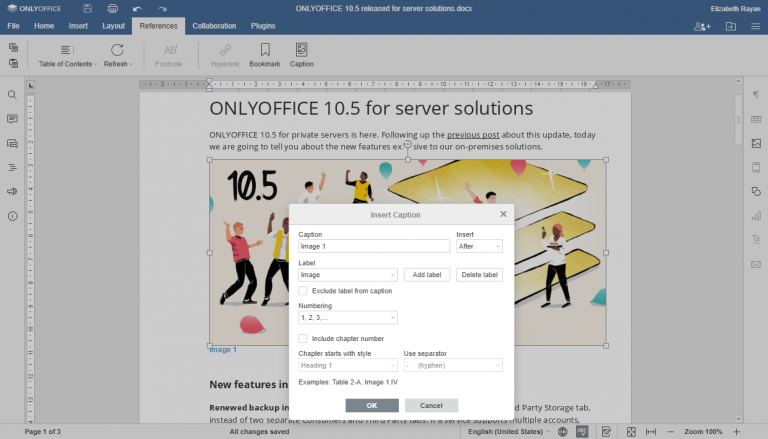 ONLYOFFICE
ONLYOFFICE 10.5 released for server solutions.docx
Elizabeth Rayan
File Home Insert Layout References Collaboration Plugins
Table of Contents Refresh Footnote Hyperlink Bookmark Caption
AB¹
ONLYOFFICE 10.5 for server solutions
ONLYOFFICE 10.5 for private servers is here. Following up the previous post about this update, today
we are going to tell you about the new features sive to our on-premises solutions.
10.5
Insert Caption
Caption Insert
Image 1 After
Label
Image Add label Delete label
Exclude label from caption
Numbering
1, 2, 3,...
Include chapter number
Chapter starts with style Use separator
Heading 1 - (hyphen)
Examples: Table 2-A, Image 1.IV
OK Cancel
Image 1
New features in
Renewed backup in d Party Storage tab,
instead of two separate Consumers and Third Party tabs. If a service supports multiple accounts,
Page 1 of 3 All changes saved English (United States) Zoom 100%